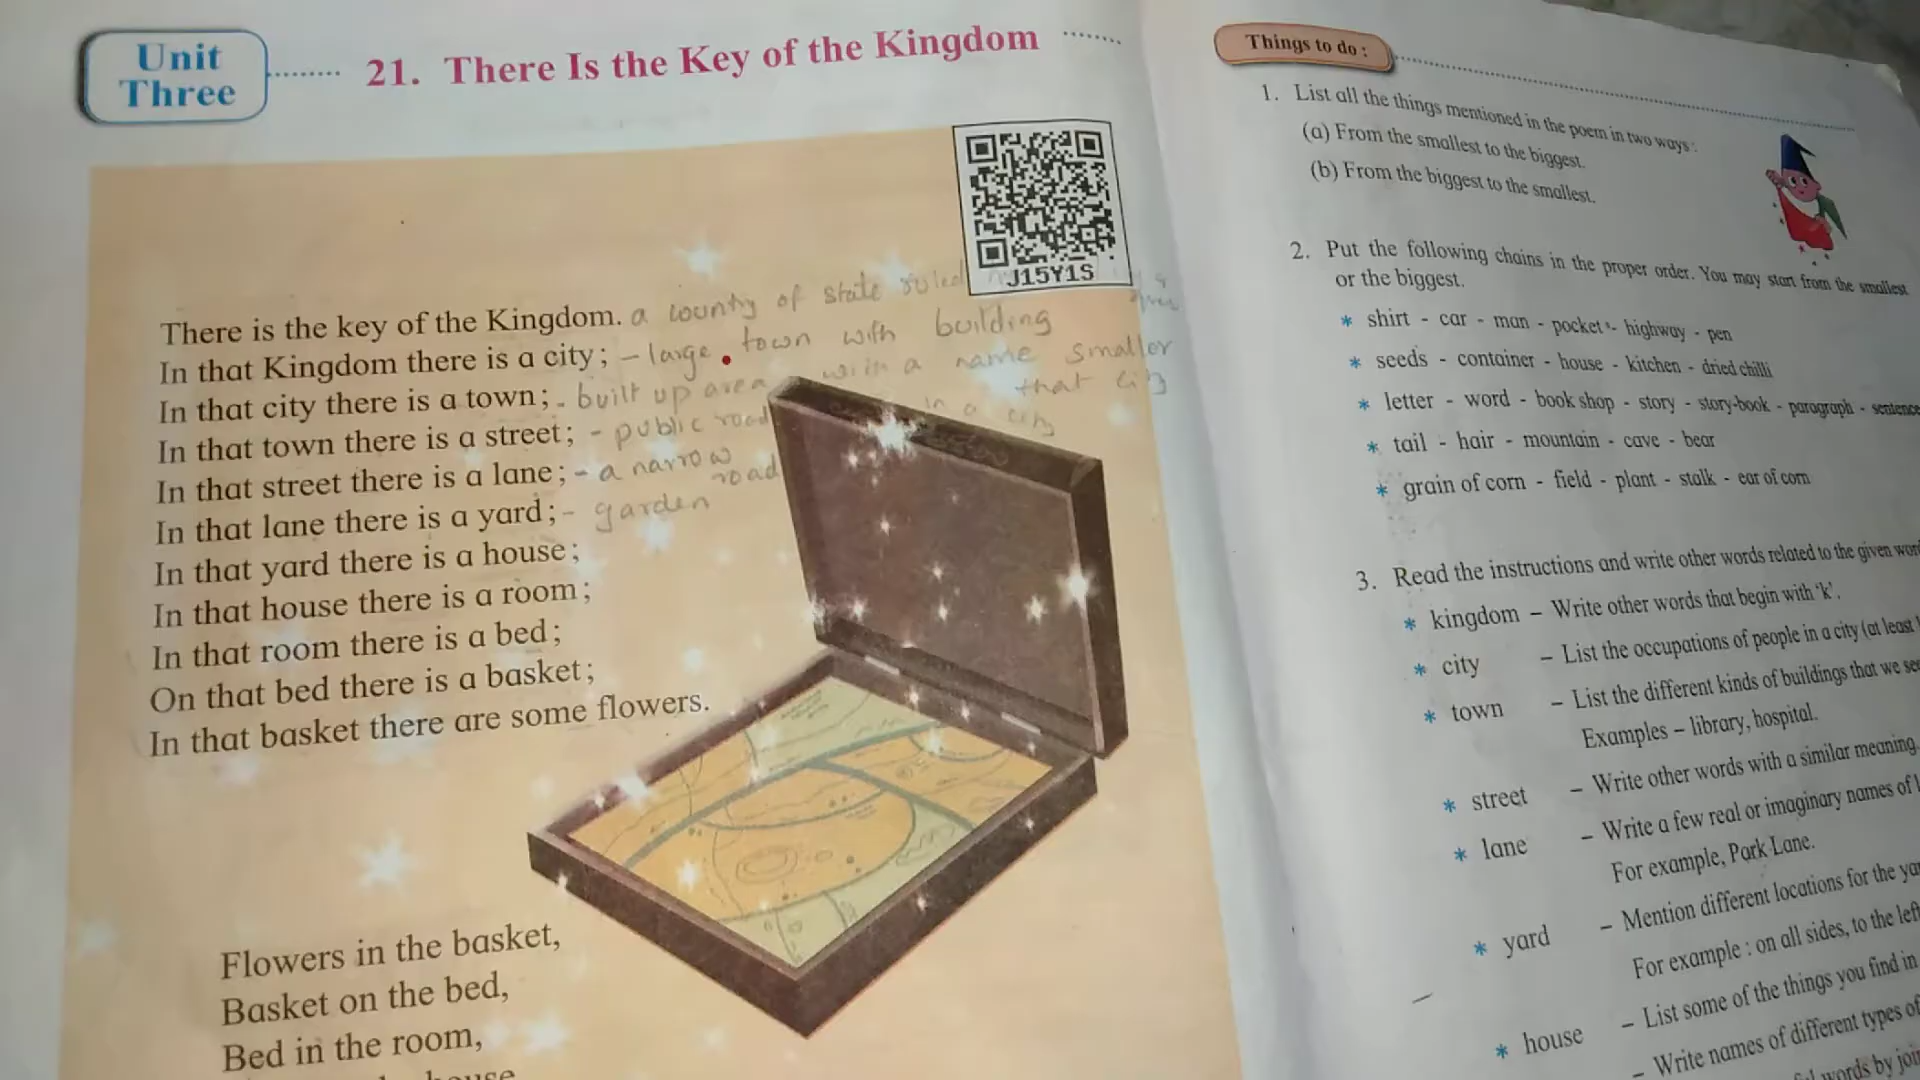 Unit
Three
21. There Is the Key of the Kingdom
J15Y1S
There is the key of the Kingdom. a country of state ruled
In that Kingdom there is a city; - large town with building
In that city there is a town; - built up area with a name smaller
that city
In that town there is a street; - public road in a city
In that street there is a lane; - a narrow
road
In that lane there is a yard; - garden
In that yard there is a house;
In that house there is a room;
In that room there is a bed;
On that bed there is a basket;
In that basket there are some flowers.
Flowers in the basket,
Basket on the bed,
Bed in the room,
house
Things to do :
1. List all the things mentioned in the poem in two ways :
(a) From the smallest to the biggest.
(b) From the biggest to the smallest.
2. Put the following chains in the proper order. You may start from the smallest
or the biggest.
* shirt - car - man - pocket - highway - pen
* seeds - container - house - kitchen - dried chilli
* letter - word - book shop - story - story-book - paragraph - sentence
* tail - hair - mountain - cave - bear
* grain of corn - field - plant - stalk - ear of corn
3. Read the instructions and write other words related to the given
* kingdom – Write other words that begin with 'k'.
* city – List the occupations of people in a city (at least
* town – List the different kinds of buildings that we see
Examples – library, hospital.
* street – Write other words with a similar meaning.
* lane – Write a few real or imaginary names of
For example, Park Lane.
* yard – Mention different locations for the
For example : on all sides, to the left
* house – List some of the things you find in
– Write names of different types of
words by